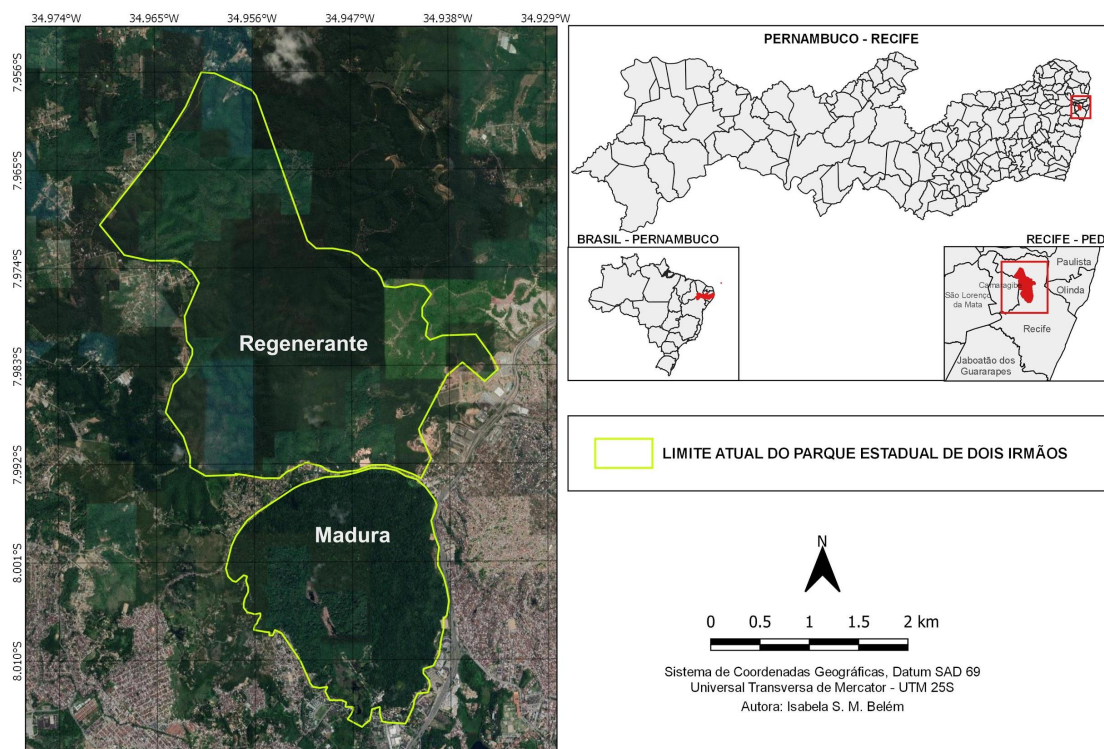 34.974°W 34.965°W 34.956°W 34.947°W 34.938°W 34.929°W
7.956°S
7.965°S
7.974°S
7.983°S
7.992°S
8.001°S
8.010°S
Regenerante
Madura
PERNAMBUCO - RECIFE
BRASIL - PERNAMBUCO
RECIFE - PED
Paulista
Camaragibe
Olinda
São Lorenço
da Mata
Recife
Jaboatão dos
Guararapes
LIMITE ATUAL DO PARQUE ESTADUAL DE DOIS IRMÃOS
N
0 0.5 1 1.5 2 km
Sistema de Coordenadas Geográficas, Datum SAD 69
Universal Transversa de Mercator - UTM 25S
Autora: Isabela S. M. Belém